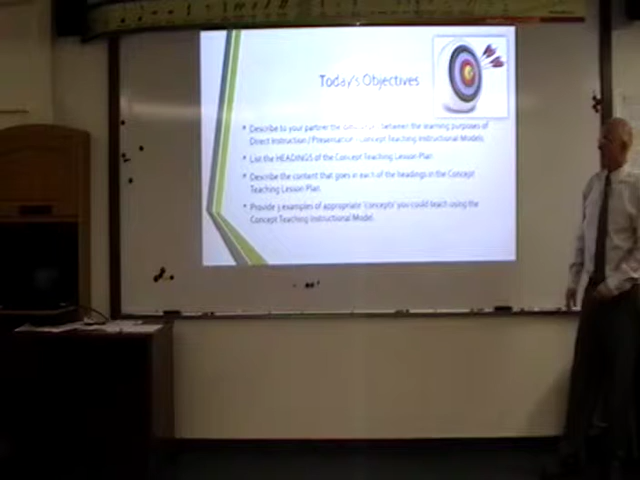 Today's Objectives
• Describe to your partner the between the learning purposes of
Direct Instruction / Presentation - Concept Teaching Instructional Models.
• List the HEADINGS of the Concept Teaching Lesson Plan
• Describe the content that goes in each of the headings in the Concept
Teaching Lesson Plan.
• Provide 3 examples of appropriate 'concepts' you could teach using the
Concept Teaching Instructional Model.